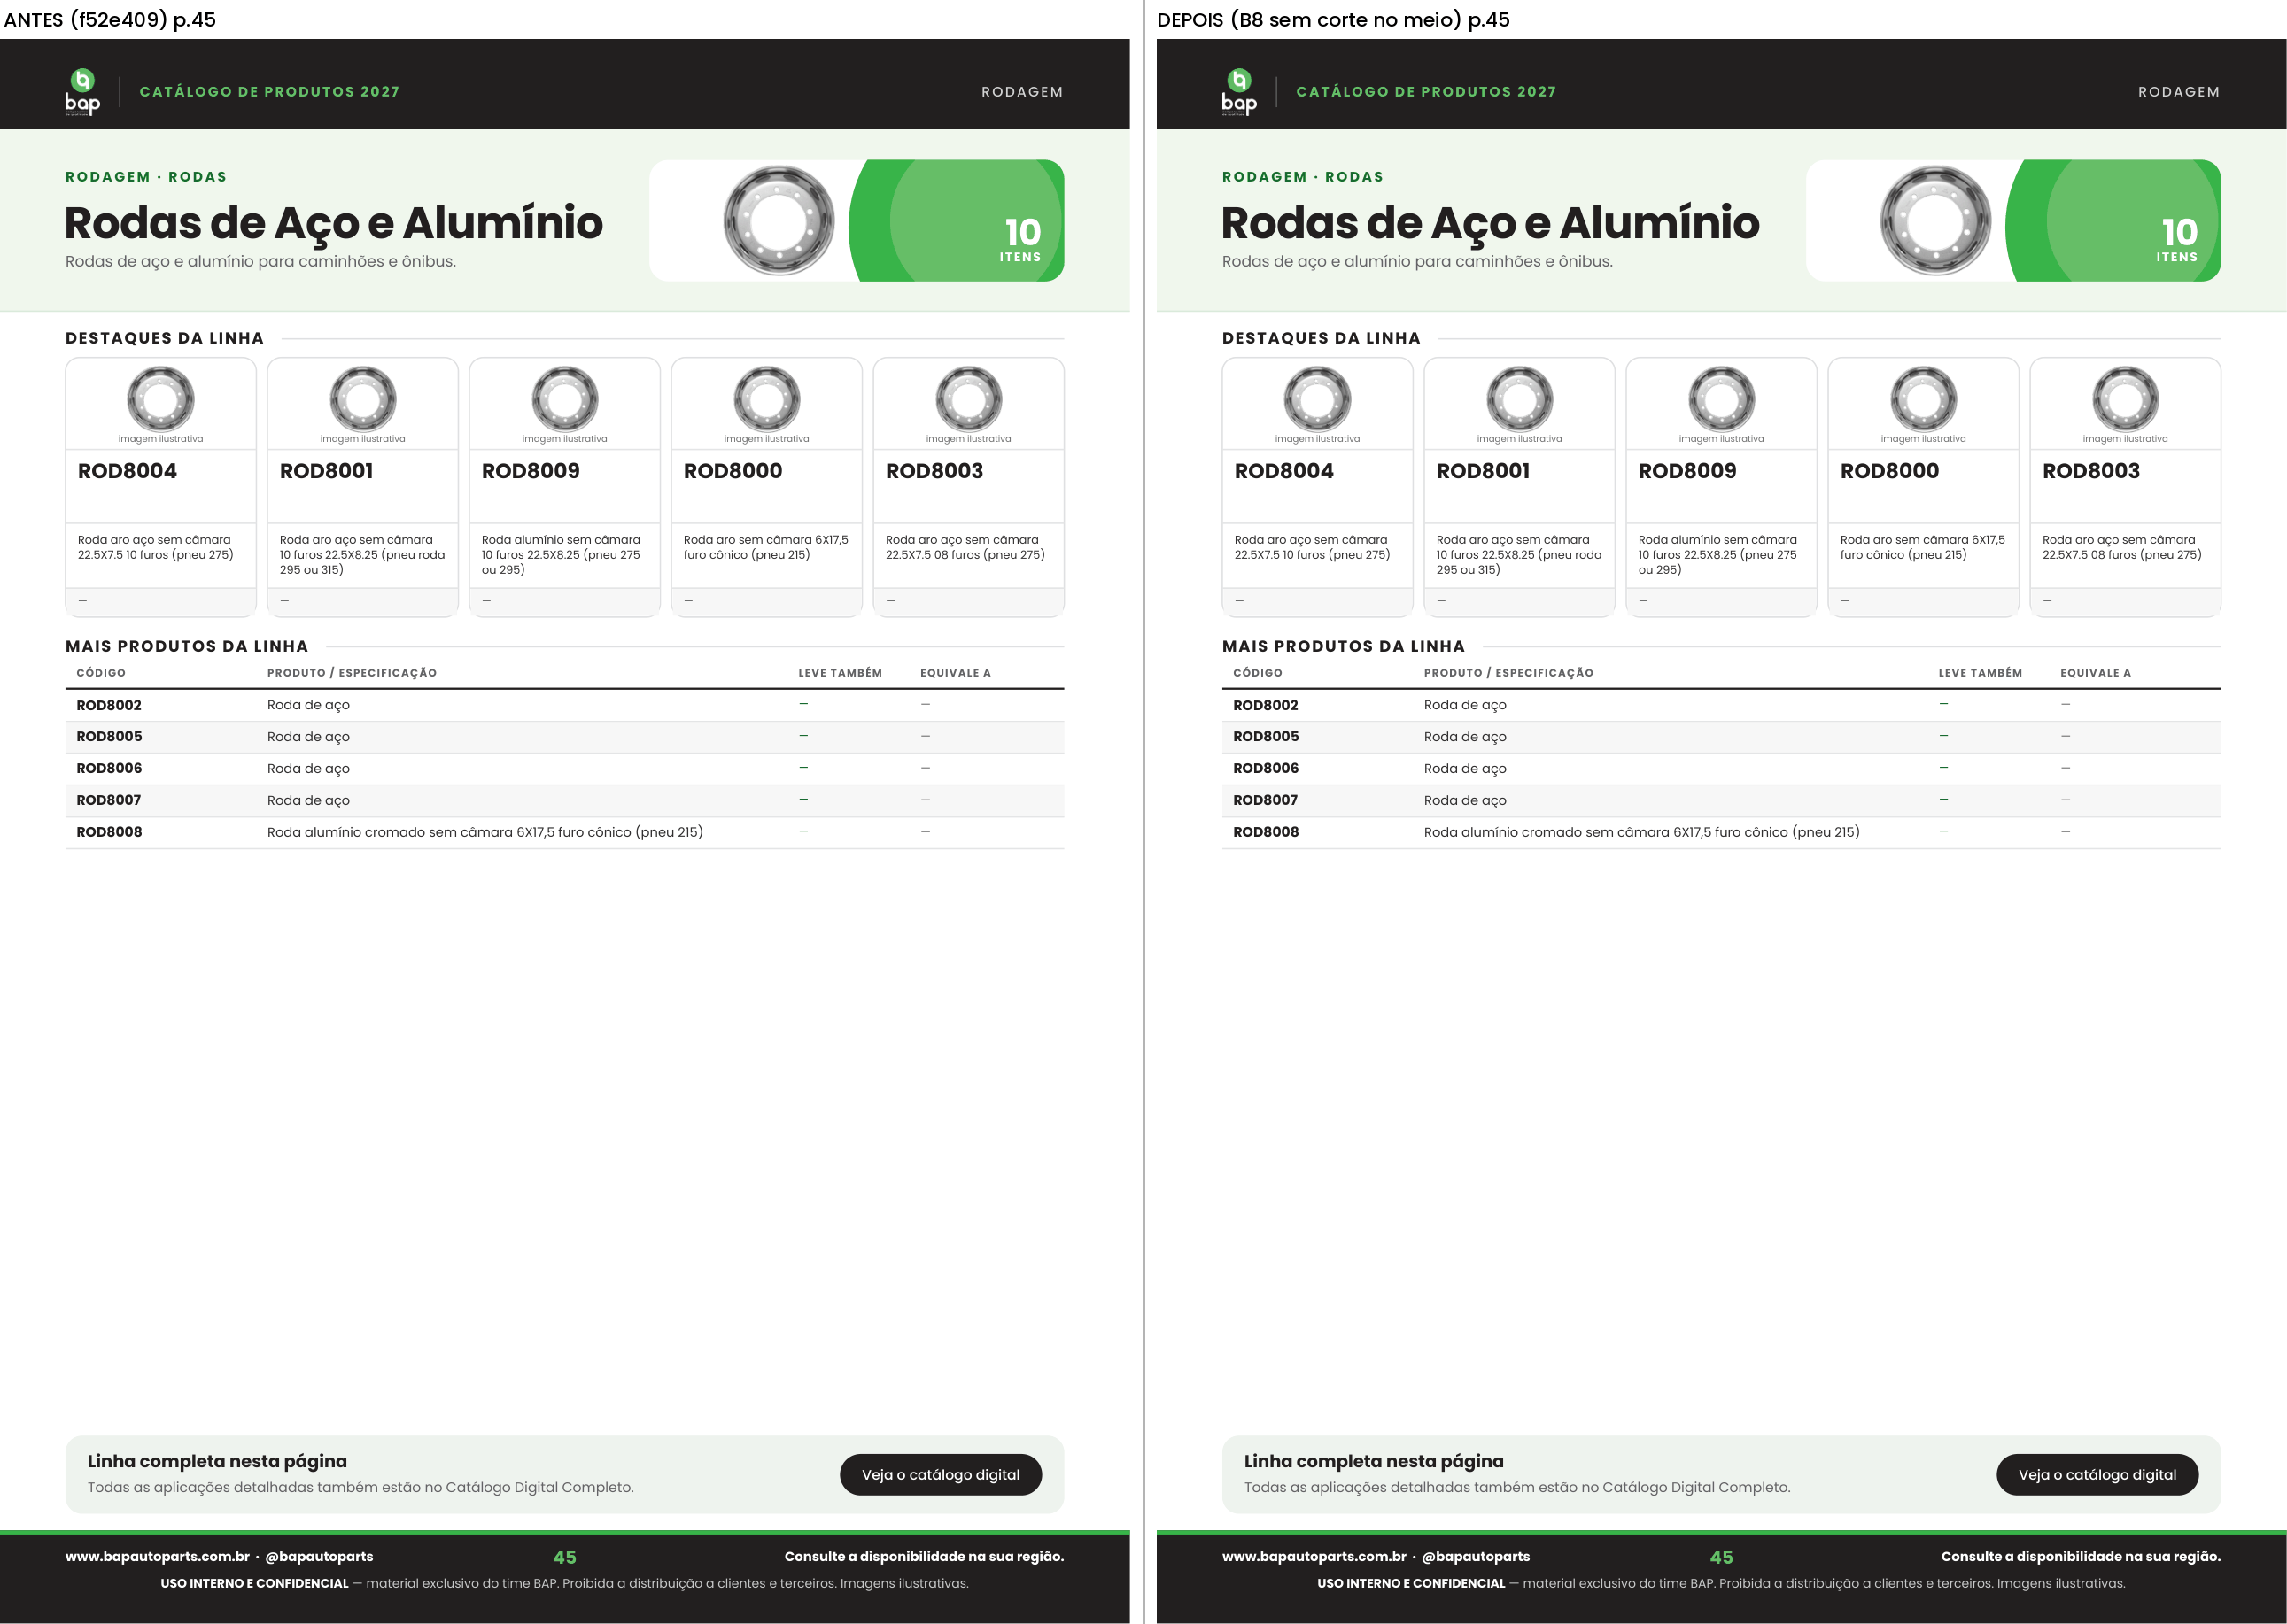 ANTES (f52e409) p.45
bap
CATÁLOGO DE PRODUTOS 2027
RODAGEM
RODAGEM · RODAS
Rodas de Aço e Alumínio
Rodas de aço e alumínio para caminhões e ônibus.
10
ITENS
DESTAQUES DA LINHA
imagem ilustrativa
imagem ilustrativa
imagem ilustrativa
imagem ilustrativa
imagem ilustrativa
ROD8004
ROD8001
ROD8009
ROD8000
ROD8003
Roda aro aço sem câmara
22.5X7.5 10 furos (pneu 275)
Roda aro aço sem câmara
10 furos 22.5X8.25 (pneu roda
295 ou 315)
Roda alumínio sem câmara
10 furos 22.5X8.25 (pneu 275
ou 295)
Roda aro sem câmara 6X17,5
furo cônico (pneu 215)
Roda aro aço sem câmara
22.5X7.5 08 furos (pneu 275)
— — — — —
MAIS PRODUTOS DA LINHA
CÓDIGO PRODUTO / ESPECIFICAÇÃO LEVE TAMBÉM EQUIVALE A
ROD8002 Roda de aço — —
ROD8005 Roda de aço — —
ROD8006 Roda de aço — —
ROD8007 Roda de aço — —
ROD8008 Roda alumínio cromado sem câmara 6X17,5 furo cônico (pneu 215) — —
Linha completa nesta página
Todas as aplicações detalhadas também estão no Catálogo Digital Completo.
Veja o catálogo digital
www.bapautoparts.com.br · @bapautoparts
45
Consulte a disponibilidade na sua região.
USO INTERNO E CONFIDENCIAL — material exclusivo do time BAP. Proibida a distribuição a clientes e terceiros. Imagens ilustrativas.
DEPOIS (B8 sem corte no meio) p.45
bap
CATÁLOGO DE PRODUTOS 2027
RODAGEM
RODAGEM · RODAS
Rodas de Aço e Alumínio
Rodas de aço e alumínio para caminhões e ônibus.
10
ITENS
DESTAQUES DA LINHA
imagem ilustrativa
imagem ilustrativa
imagem ilustrativa
imagem ilustrativa
imagem ilustrativa
ROD8004
ROD8001
ROD8009
ROD8000
ROD8003
Roda aro aço sem câmara
22.5X7.5 10 furos (pneu 275)
Roda aro aço sem câmara
10 furos 22.5X8.25 (pneu roda
295 ou 315)
Roda alumínio sem câmara
10 furos 22.5X8.25 (pneu 275
ou 295)
Roda aro sem câmara 6X17,5
furo cônico (pneu 215)
Roda aro aço sem câmara
22.5X7.5 08 furos (pneu 275)
— — — — —
MAIS PRODUTOS DA LINHA
CÓDIGO PRODUTO / ESPECIFICAÇÃO LEVE TAMBÉM EQUIVALE A
ROD8002 Roda de aço — —
ROD8005 Roda de aço — —
ROD8006 Roda de aço — —
ROD8007 Roda de aço — —
ROD8008 Roda alumínio cromado sem câmara 6X17,5 furo cônico (pneu 215) — —
Linha completa nesta página
Todas as aplicações detalhadas também estão no Catálogo Digital Completo.
Veja o catálogo digital
www.bapautoparts.com.br · @bapautoparts
45
Consulte a disponibilidade na sua região.
USO INTERNO E CONFIDENCIAL — material exclusivo do time BAP. Proibida a distribuição a clientes e terceiros. Imagens ilustrativas.